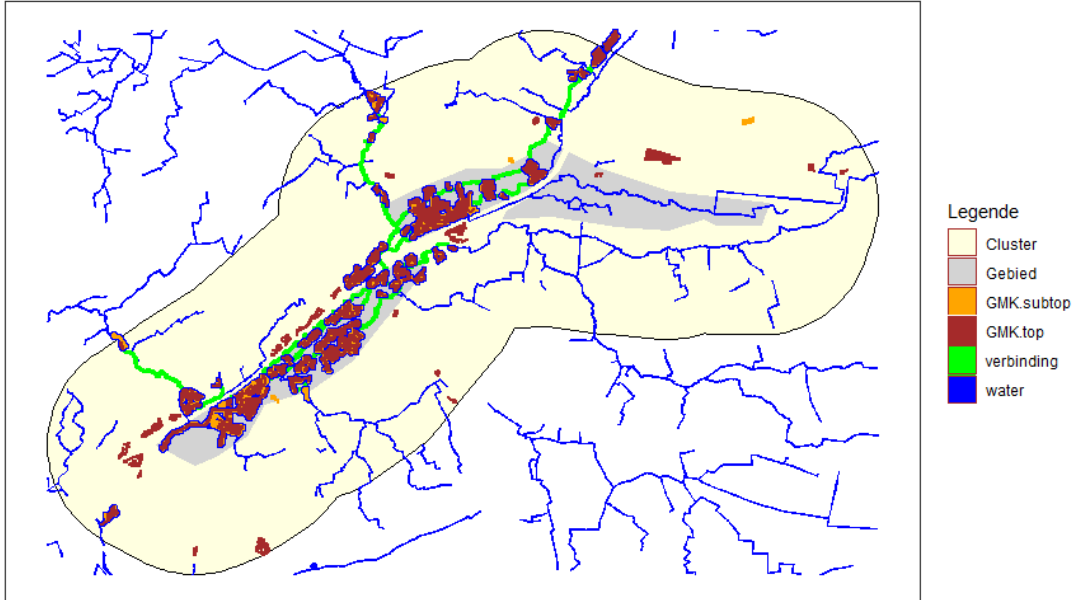 Legende
Cluster
Gebied
GMK.subtop
GMK.top
verbinding
water